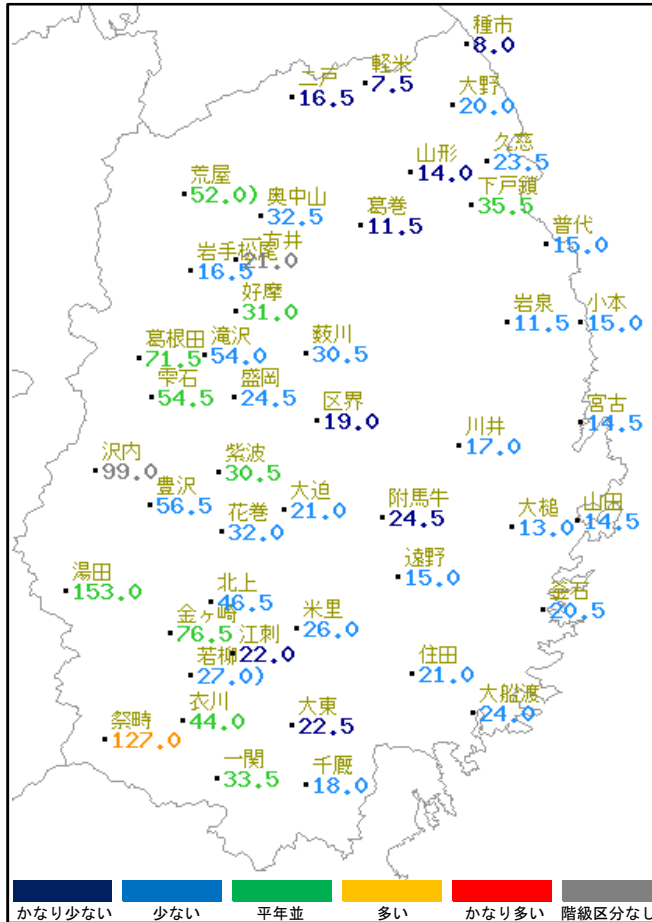 種市
8.0
軽米
7.5
二戸
16.5
大野
20.0
久慈
23.5
山形
14.0
荒屋
52.0)
下戸鎖
35.5
奥中山
32.5
葛巻
11.5
普代
15.0
一方井
21.0
岩手松尾
16.5
好摩
31.0
岩泉
11.5
小本
15.0
葛根田
71.5
滝沢
54.0
薮川
30.5
雫石
54.5
盛岡
24.5
区界
19.0
宮古
14.5
川井
17.0
沢内
99.0
紫波
30.5
豊沢
56.5
大迫
21.0
花巻
32.0
附馬牛
24.5
大槌
13.0
山田
14.5
湯田
153.0
遠野
15.0
北上
46.5
釜石
20.5
金ヶ崎
76.5
米里
26.0
江刺
22.0
若柳
27.0)
住田
21.0
衣川
44.0
大東
22.5
大船渡
24.0
祭畤
127.0
一関
33.5
千厩
18.0
かなり少ない 少ない 平年並 多い かなり多い 階級区分なし